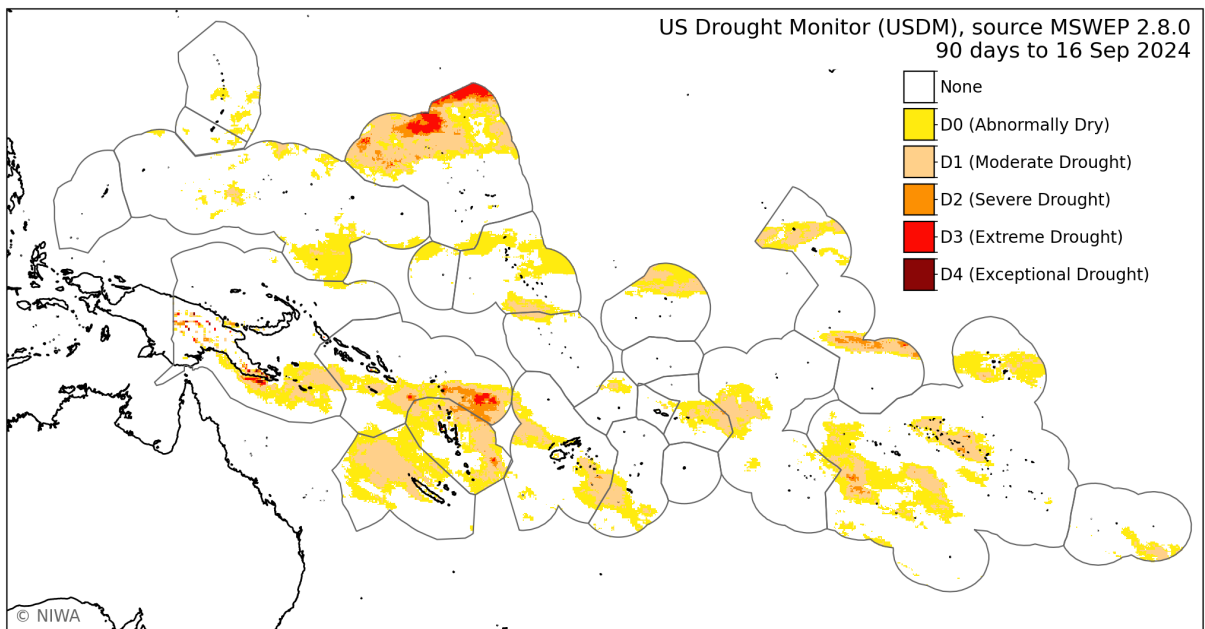 US Drought Monitor (USDM), source MSWEP 2.8.0
90 days to 16 Sep 2024
None
D0 (Abnormally Dry)
D1 (Moderate Drought)
D2 (Severe Drought)
D3 (Extreme Drought)
D4 (Exceptional Drought)
© NIWA